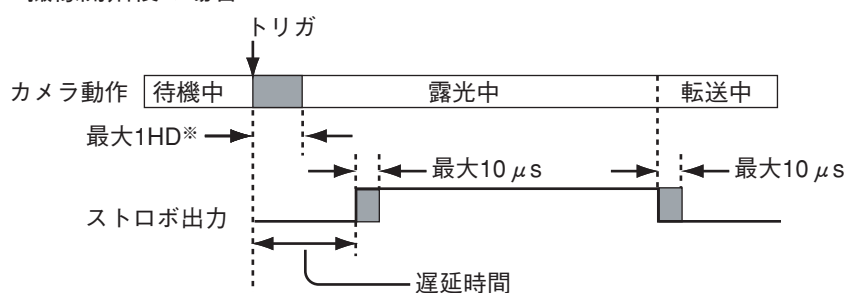 トリガ
カメラ動作 待機中 露光中 転送中
最大1HD※
最大10μs 最大10μs
ストロボ出力
遅延時間